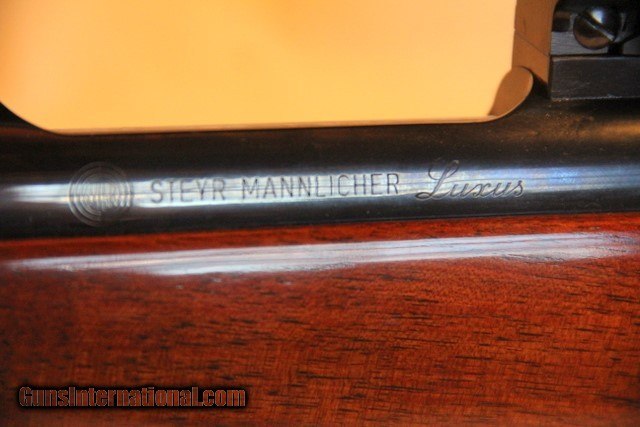 STEYR MANNLICHER Luxus
GunsInternational.com